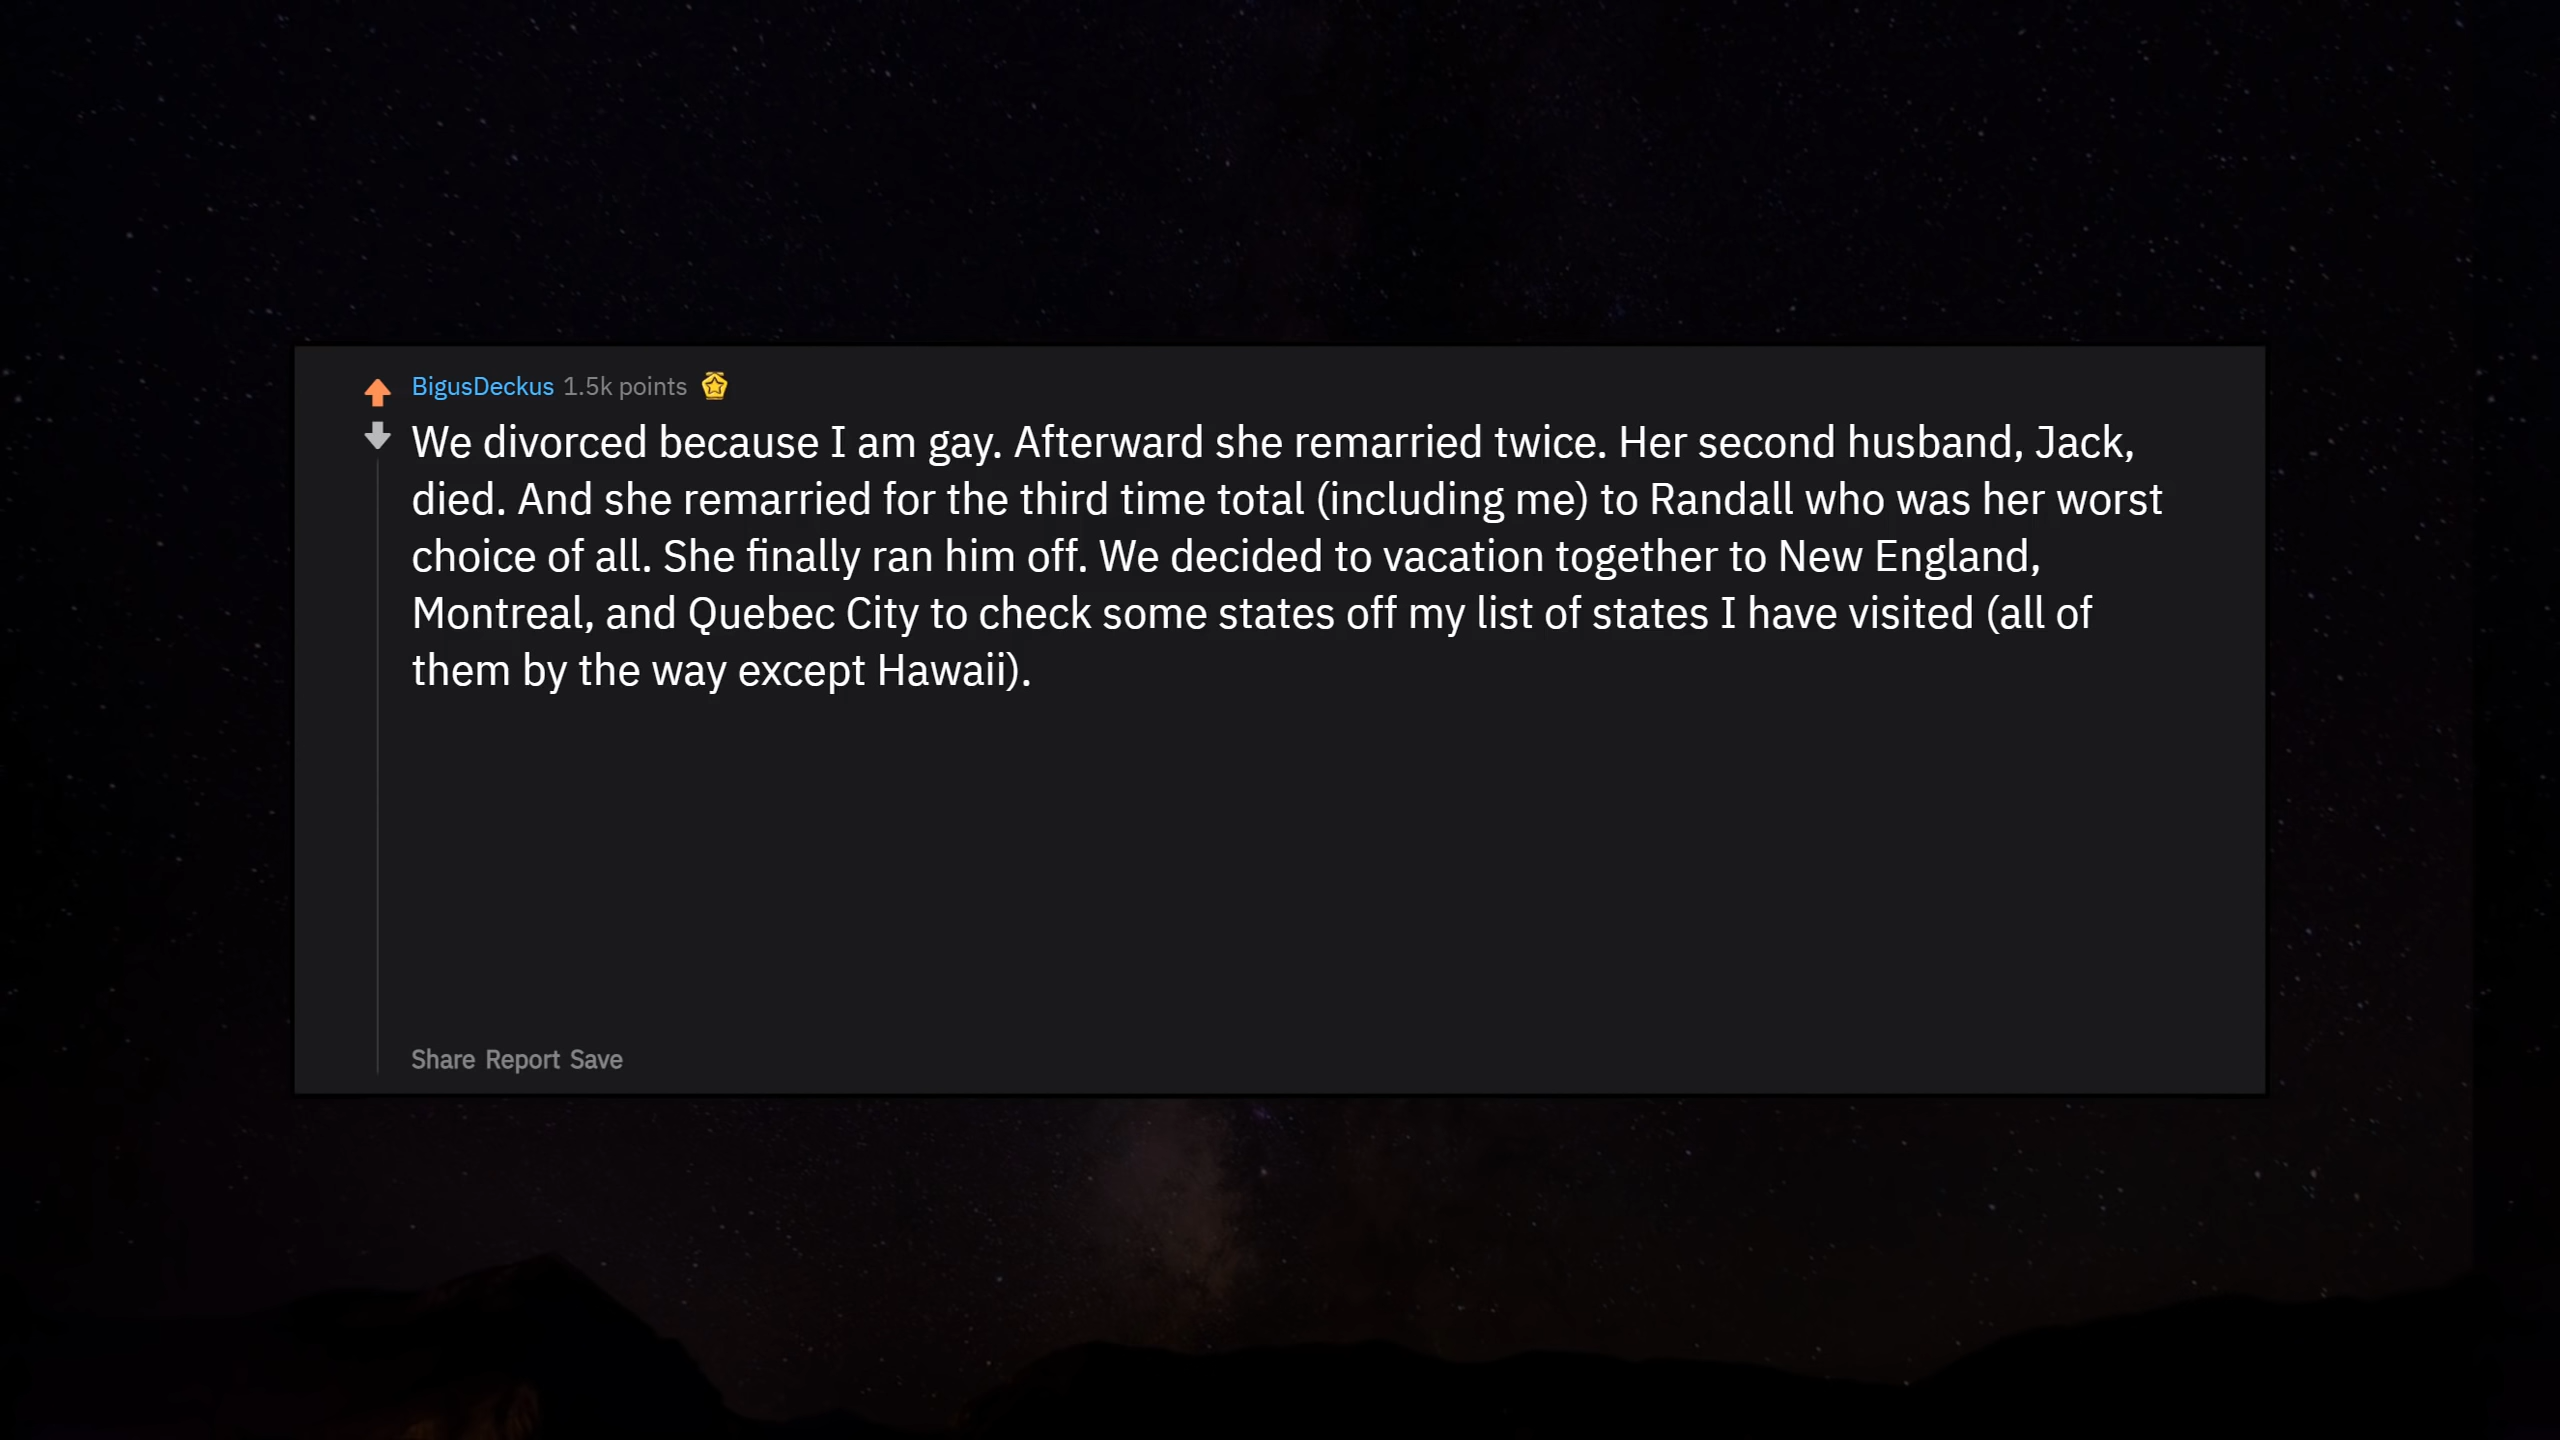 BigusDeckus 1.5k points
We divorced because I am gay. Afterward she remarried twice. Her second husband, Jack,
died. And she remarried for the third time total (including me) to Randall who was her worst
choice of all. She finally ran him off. We decided to vacation together to New England,
Montreal, and Quebec City to check some states off my list of states I have visited (all of
them by the way except Hawaii).
Share Report Save